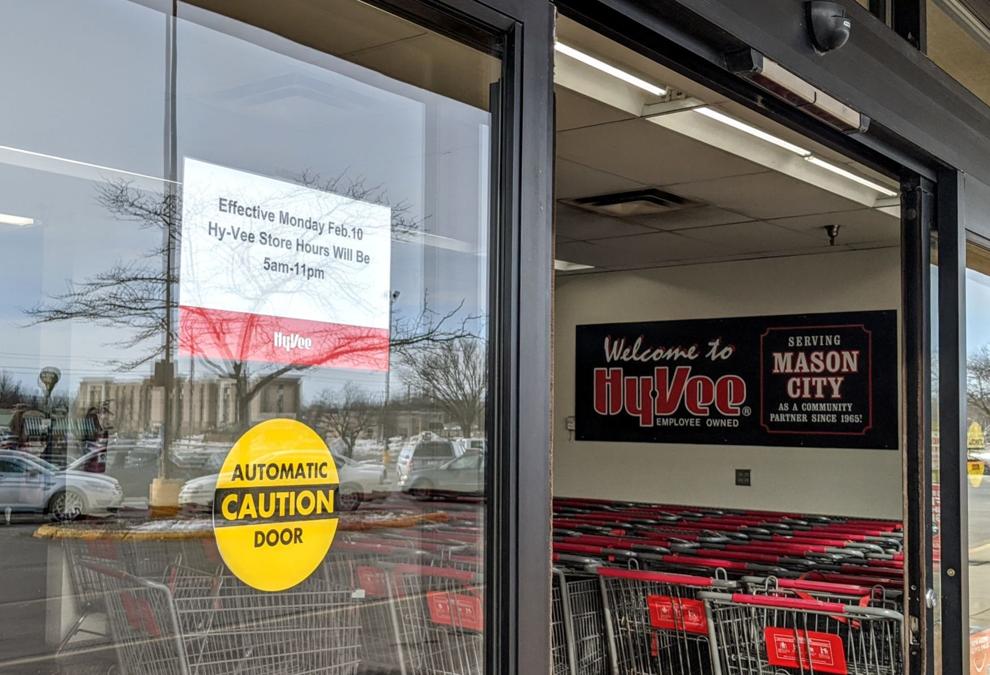 Effective Monday Feb.10
Hy-Vee Store Hours Will Be
5am-11pm
HyVee
AUTOMATIC
CAUTION
DOOR
Welcome to
HyVee®
EMPLOYEE OWNED
SERVING
MASON
CITY
AS A COMMUNITY
PARTNER SINCE 1965!